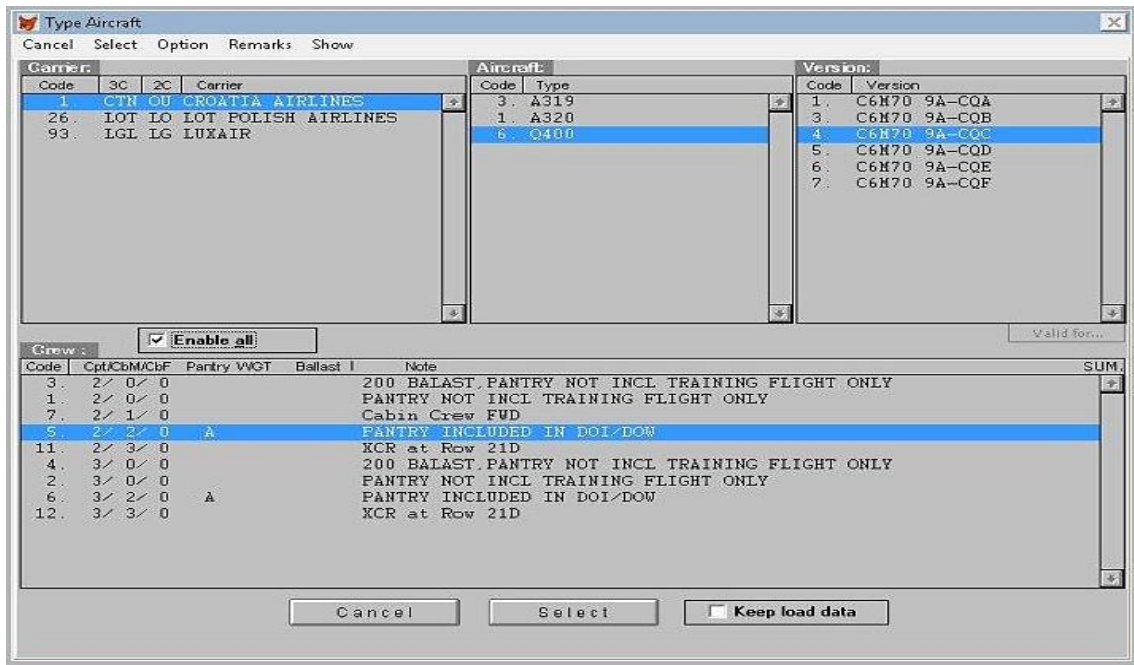 Type Aircraft
Cancel Select Option Remarks Show
Carrier: Aircraft: Version:
Code 3C 2C Carrier Code Type Code Version
1. CTN OU CROATIA AIRLINES 3. A319 1. C6M70 9A-CQA
26. LOT LO LOT POLISH AIRLINES 1. A320 3. C6M70 9A-CQB
93. LGL LG LUXAIR 6. Q400 4. C6M70 9A-CQC
5. C6M70 9A-CQD
6. C6M70 9A-CQE
7. C6M70 9A-CQF
Enable all
Valid for...
Crew :
Code Cpt/CbM/CbF Pantry WGT Ballast I Note SUM.
3. 2/ 0/ 0 200 BALAST,PANTRY NOT INCL TRAINING FLIGHT ONLY
1. 2/ 0/ 0 PANTRY NOT INCL TRAINING FLIGHT ONLY
7. 2/ 1/ 0 Cabin Crew FWD
5. 2/ 2/ 0 A PANTRY INCLUDED IN DOI/DOW
11. 2/ 3/ 0 XCR at Row 21D
4. 3/ 0/ 0 200 BALAST,PANTRY NOT INCL TRAINING FLIGHT ONLY
2. 3/ 0/ 0 PANTRY NOT INCL TRAINING FLIGHT ONLY
6. 3/ 2/ 0 A PANTRY INCLUDED IN DOI/DOW
12. 3/ 3/ 0 XCR at Row 21D
Cancel Select Keep load data